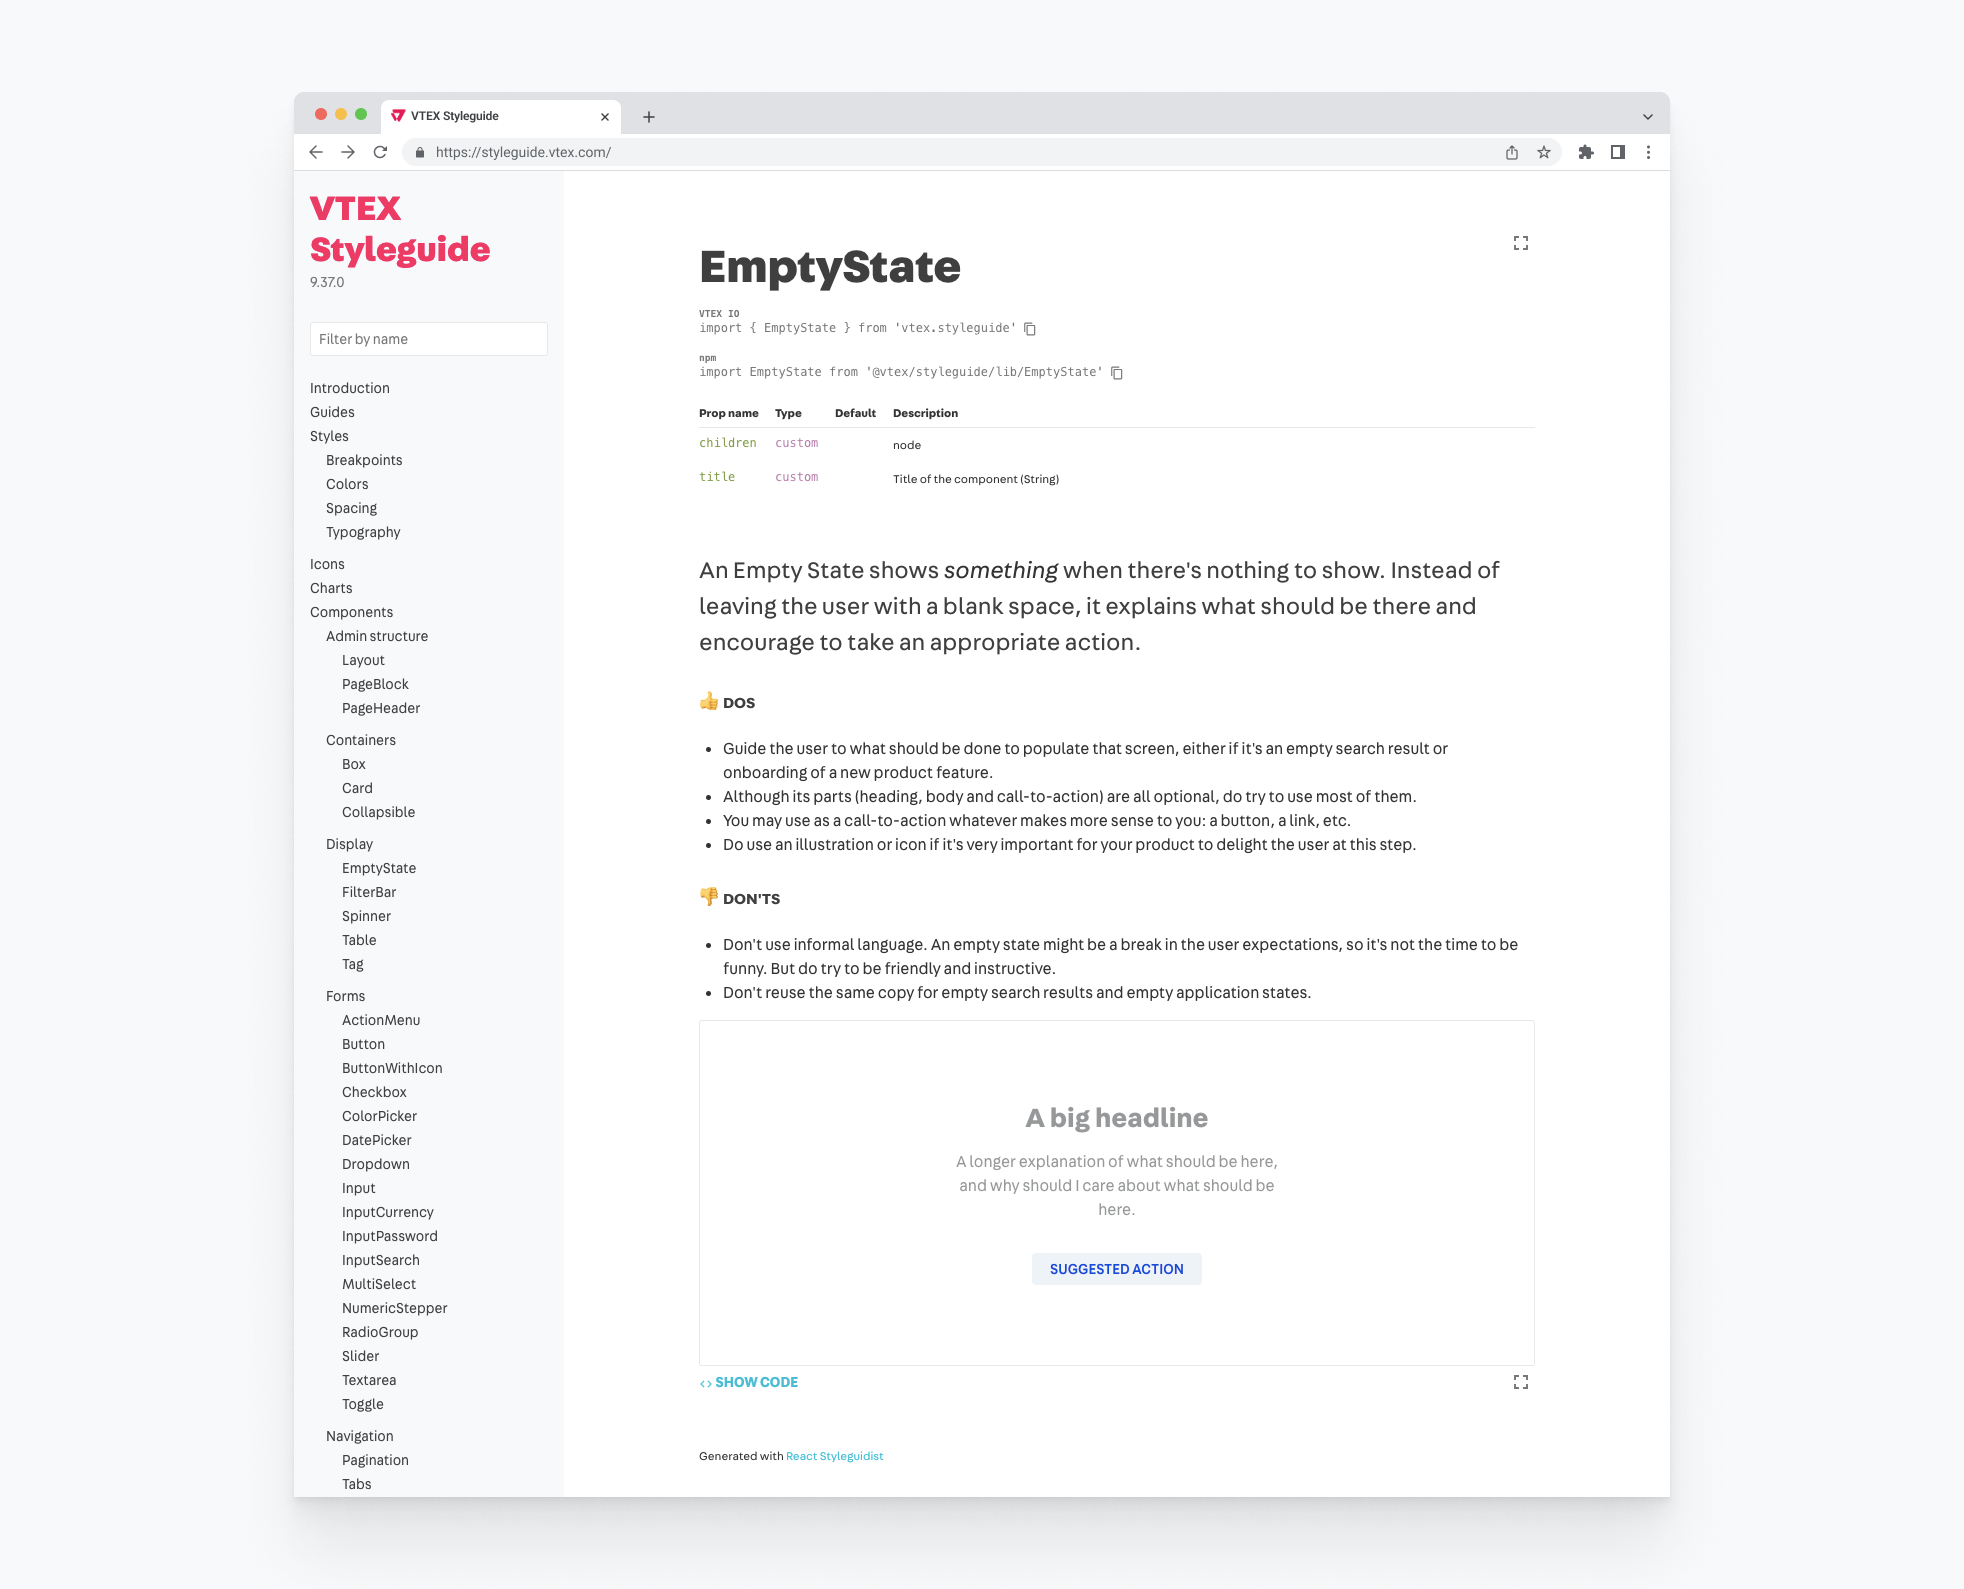 VTEX Styleguide
https://styleguide.vtex.com/
VTEX
Styleguide
9.37.0
Filter by name
Introduction
Guides
Styles
Breakpoints
Colors
Spacing
Typography
Icons
Charts
Components
Admin structure
Layout
PageBlock
PageHeader
Containers
Box
Card
Collapsible
Display
EmptyState
FilterBar
Spinner
Table
Tag
Forms
ActionMenu
Button
ButtonWithIcon
Checkbox
ColorPicker
DatePicker
Dropdown
Input
InputCurrency
InputPassword
InputSearch
MultiSelect
NumericStepper
RadioGroup
Slider
Textarea
Toggle
Navigation
Pagination
Tabs
EmptyState
VTEX IO
import { EmptyState } from 'vtex.styleguide'
npm
import EmptyState from '@vtex/styleguide/lib/EmptyState'
Prop name Type Default Description
children custom node
title custom Title of the component (String)
An Empty State shows something when there's nothing to show. Instead of
leaving the user with a blank space, it explains what should be there and
encourage to take an appropriate action.
👍 DOS
• Guide the user to what should be done to populate that screen, either if it's an empty search result or
onboarding of a new product feature.
• Although its parts (heading, body and call-to-action) are all optional, do try to use most of them.
• You may use as a call-to-action whatever makes more sense to you: a button, a link, etc.
• Do use an illustration or icon if it's very important for your product to delight the user at this step.
👎 DON'TS
• Don't use informal language. An empty state might be a break in the user expectations, so it's not the time to be
funny. But do try to be friendly and instructive.
• Don't reuse the same copy for empty search results and empty application states.
A big headline
A longer explanation of what should be here,
and why should I care about what should be
here.
SUGGESTED ACTION
<> SHOW CODE
Generated with React Styleguidist